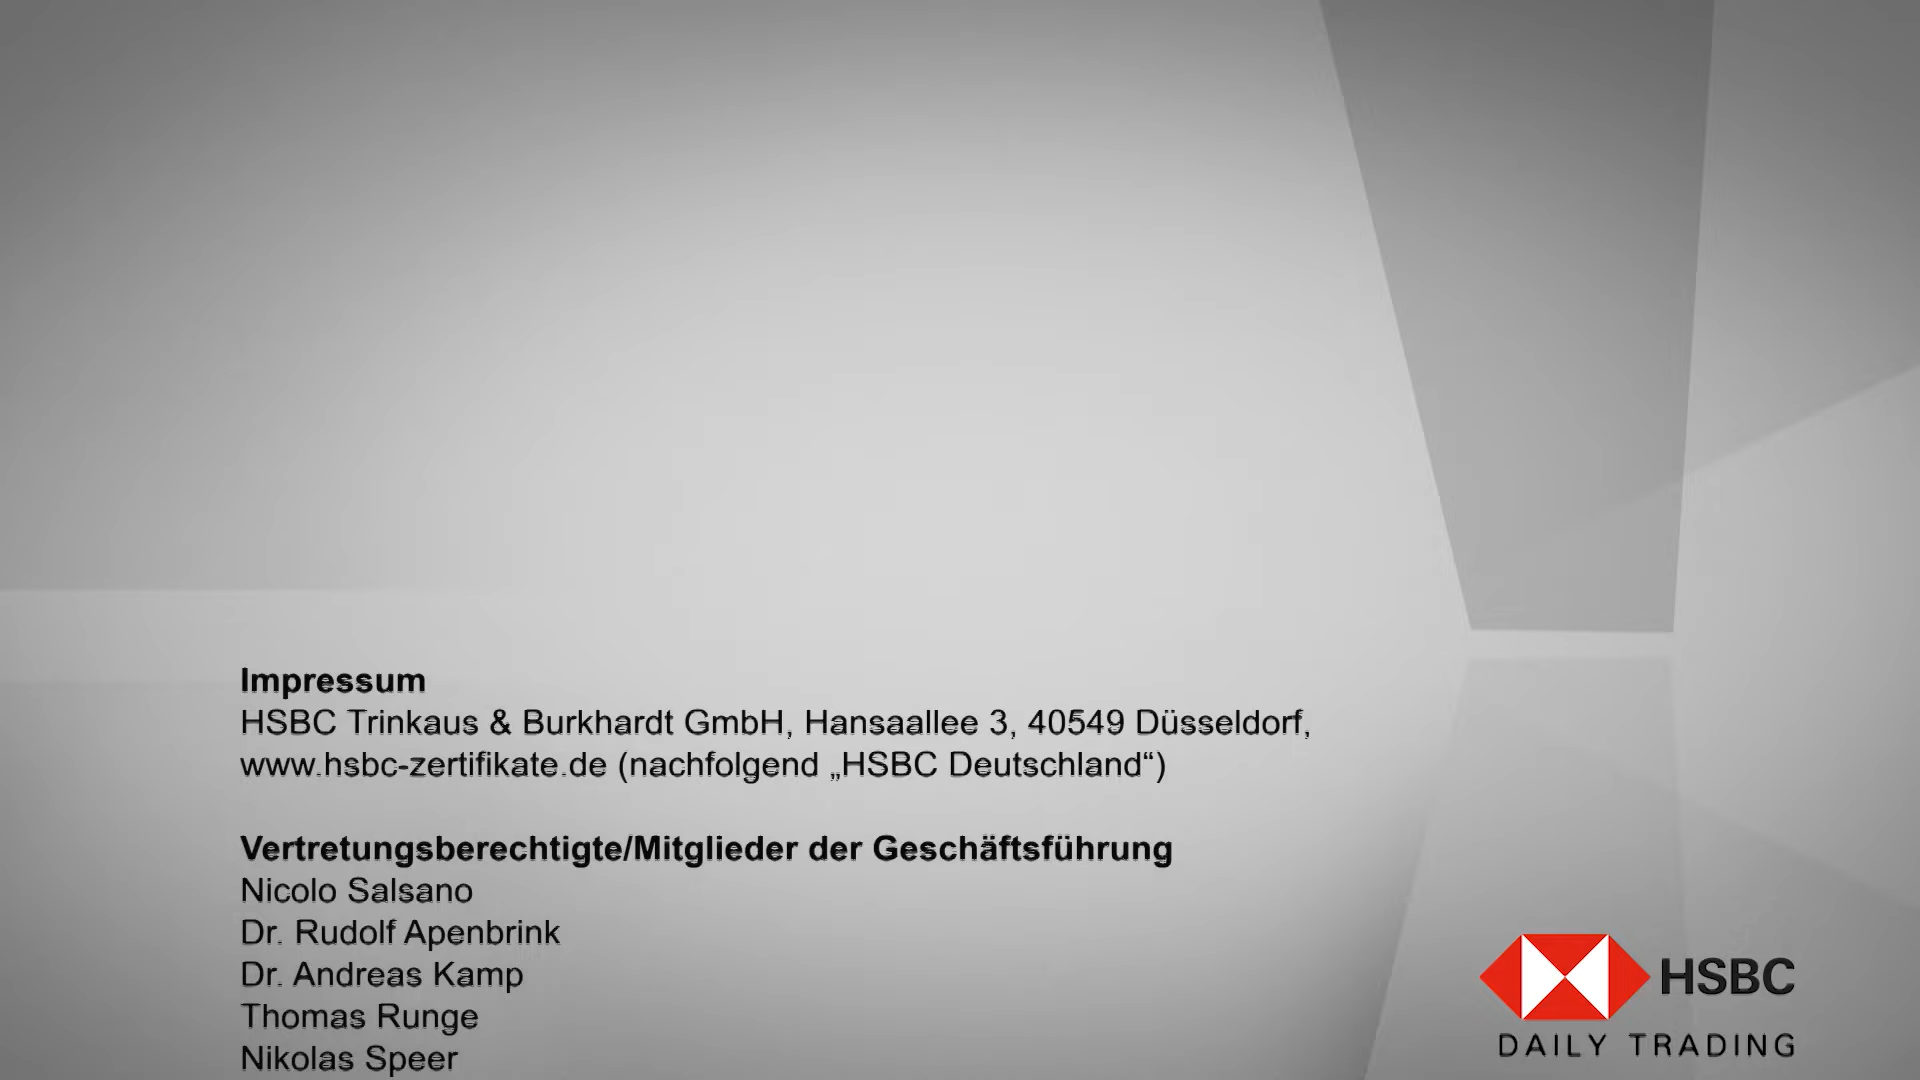 Impressum
HSBC Trinkaus & Burkhardt GmbH, Hansaallee 3, 40549 Düsseldorf,
www.hsbc-zertifikate.de (nachfolgend „HSBC Deutschland“)
Vertretungsberechtigte/Mitglieder der Geschäftsführung
Nicolo Salsano
Dr. Rudolf Apenbrink
Dr. Andreas Kamp
Thomas Runge
Nikolas Speer
HSBC
DAILY TRADING